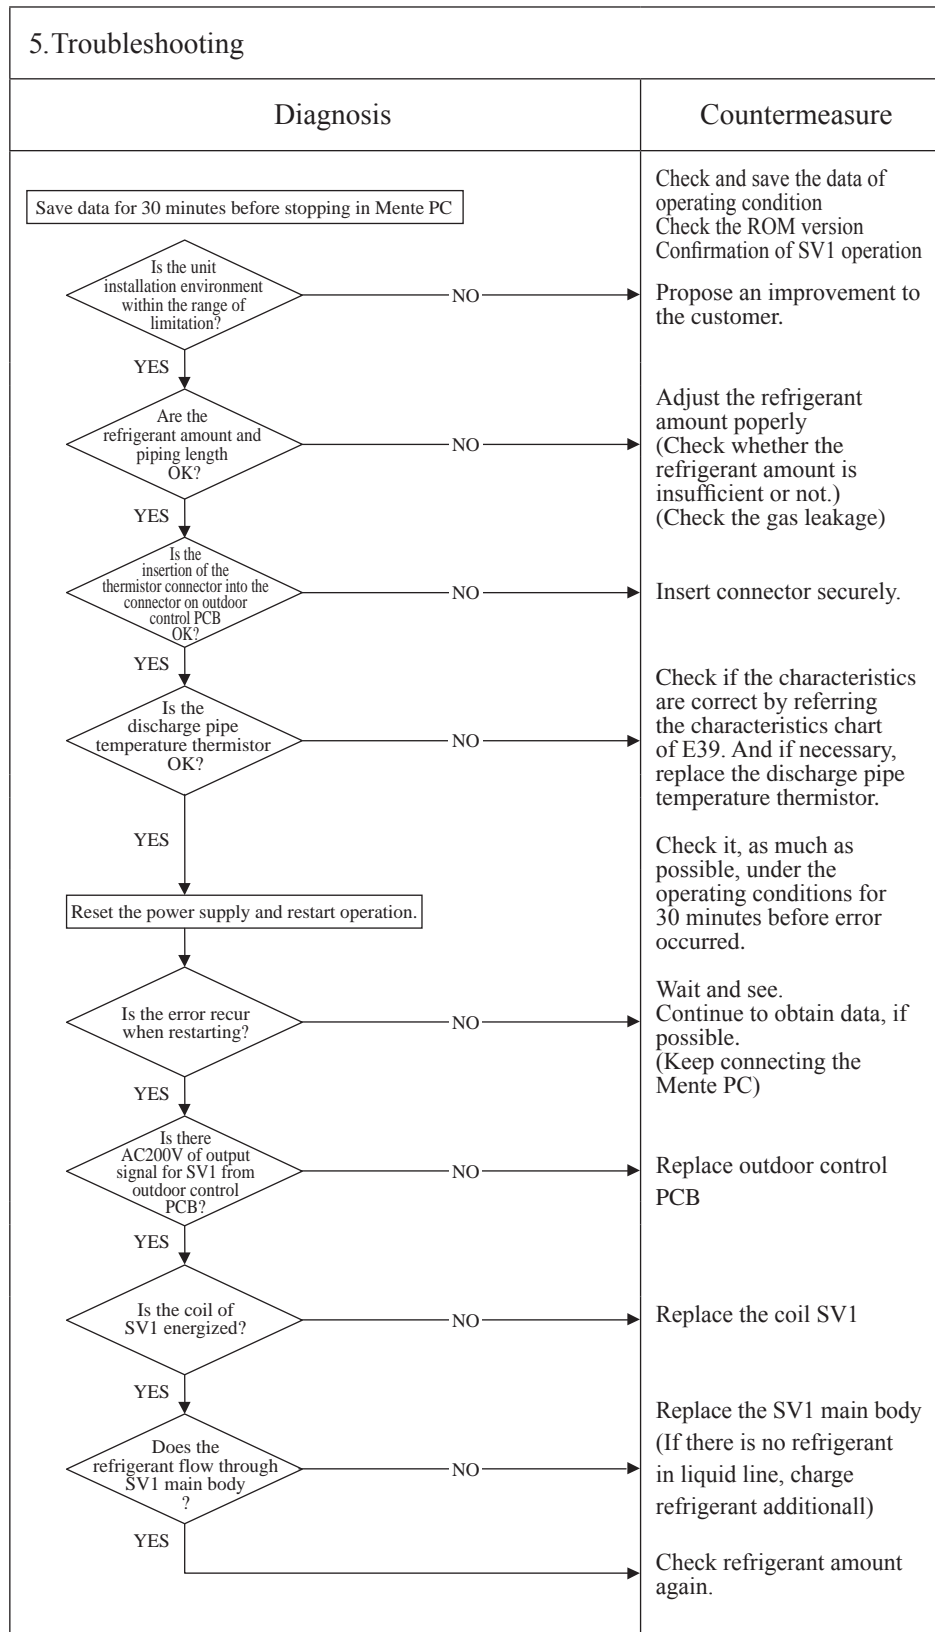 5.Troubleshooting
Diagnosis
Countermeasure
Save data for 30 minutes before stopping in Mente PC
Check and save the data of
operating condition
Check the ROM version
Confirmation of SV1 operation
Is the unit
installation environment
within the range of
limitation?
NO
Propose an improvement to
the customer.
YES
Are the
refrigerant amount and
piping length
OK?
NO
Adjust the refrigerant
amount poperly
(Check whether the
refrigerant amount is
insufficient or not.)
(Check the gas leakage)
YES
Is the
insertion of the
thermistor connector into the
connector on outdoor
control PCB
OK?
NO
Insert connector securely.
YES
Is the
discharge pipe
temperature thermistor
OK?
NO
Check if the characteristics
are correct by referring
the characteristics chart
of E39. And if necessary,
replace the discharge pipe
temperature thermistor.
YES
Reset the power supply and restart operation.
Check it, as much as
possible, under the
operating conditions for
30 minutes before error
occurred.
Is the error recur
when restarting?
NO
Wait and see.
Continue to obtain data, if
possible.
(Keep connecting the
Mente PC)
YES
Is there
AC200V of output
signal for SV1 from
outdoor control
PCB?
NO
Replace outdoor control
PCB
YES
Is the coil of
SV1 energized?
NO
Replace the coil SV1
YES
Does the
refrigerant flow through
SV1 main body
?
NO
Replace the SV1 main body
(If there is no refrigerant
in liquid line, charge
refrigerant additionall)
YES
Check refrigerant amount
again.